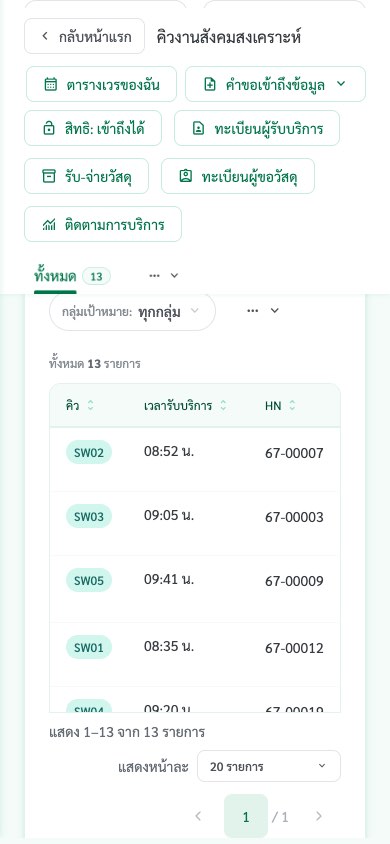 กลับหน้าแรก คิวงานสังคมสงเคราะห์
ตารางเวรของฉัน คำขอเข้าถึงข้อมูล
สิทธิ: เข้าถึงได้ ทะเบียนผู้รับบริการ
รับ-จ่ายวัสดุ ทะเบียนผู้ขอวัสดุ
ติดตามการบริการ
ทั้งหมด 13 ···
กลุ่มเป้าหมาย: ทุกกลุ่ม ···
ทั้งหมด 13 รายการ
คิว เวลารับบริการ HN
SW02 08:52 น. 67-00007
SW03 09:05 น. 67-00003
SW05 09:41 น. 67-00009
SW01 08:35 น. 67-00012
SW04 09:20 น. 67-00019
แสดง 1–13 จาก 13 รายการ
แสดงหน้าละ 20 รายการ
1 / 1